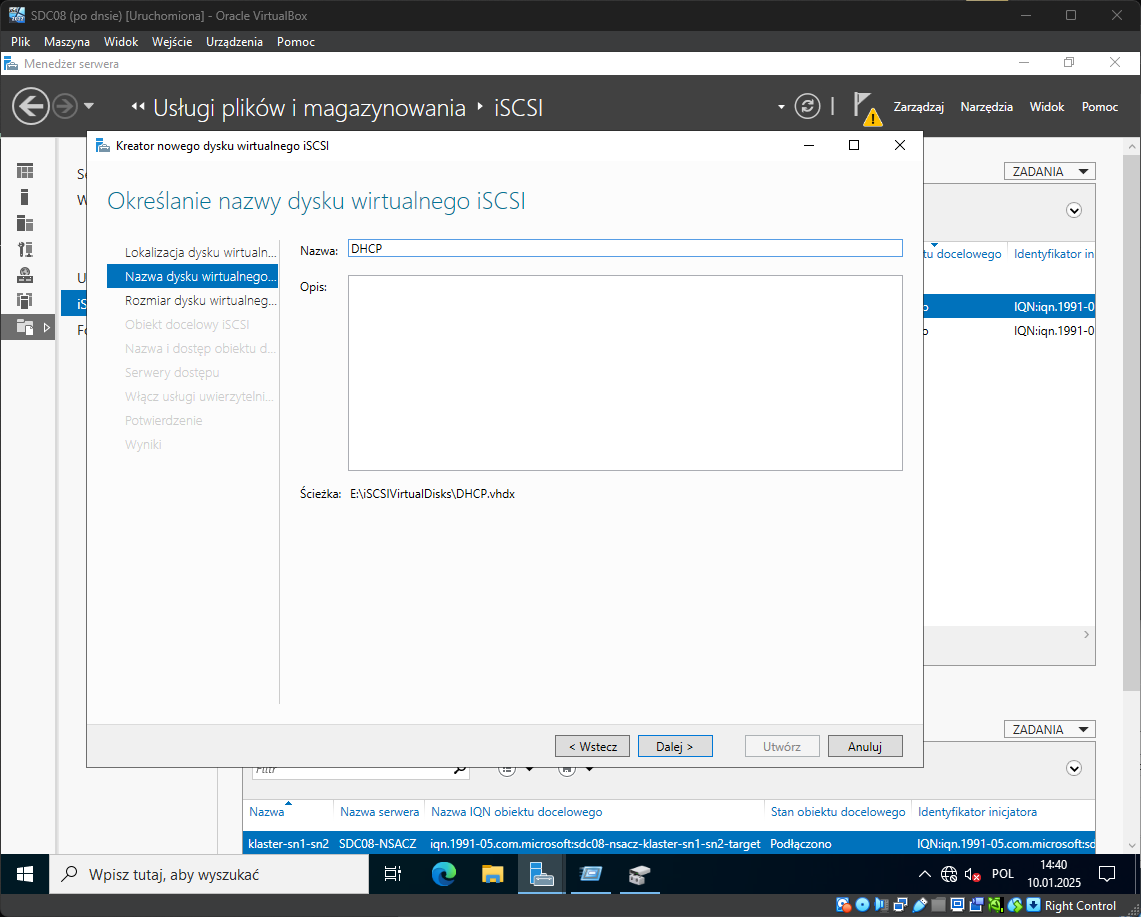 SDC08 (po dnsie) [Uruchomiona] - Oracle VirtualBox
Plik Maszyna Widok Wejście Urządzenia Pomoc
Menedżer serwera
Usługi plików i magazynowania iSCSI
Zarządzaj Narzędzia Widok Pomoc
Kreator nowego dysku wirtualnego iSCSI
ZADANIA
Określanie nazwy dysku wirtualnego iSCSI
Lokalizacja dysku wirtualn...
Nazwa: DHCP
tu docelowego Identyfikator in
Nazwa dysku wirtualnego...
Opis:
Rozmiar dysku wirtualneg...
IQN:iqn.1991-0
Obiekt docelowy iSCSI
IQN:iqn.1991-0
Nazwa i dostęp obiektu d...
Serwery dostępu
Włącz usługi uwierzytelni...
Potwierdzenie
Wyniki
Ścieżka: E:\iSCSIVirtualDisks\DHCP.vhdx
ZADANIA
< Wstecz Dalej > Utwórz Anuluj
Filtr
Nazwa Nazwa serwera Nazwa IQN obiektu docelowego Stan obiektu docelowego Identyfikator inicjatora
klaster-sn1-sn2 SDC08-NSACZ iqn.1991-05.com.microsoft:sdc08-nsacz-klaster-sn1-sn2-target Podłączono IQN:iqn.1991-05.com.microsoft:sd
Wpisz tutaj, aby wyszukać
POL
14:40
10.01.2025
Right Control